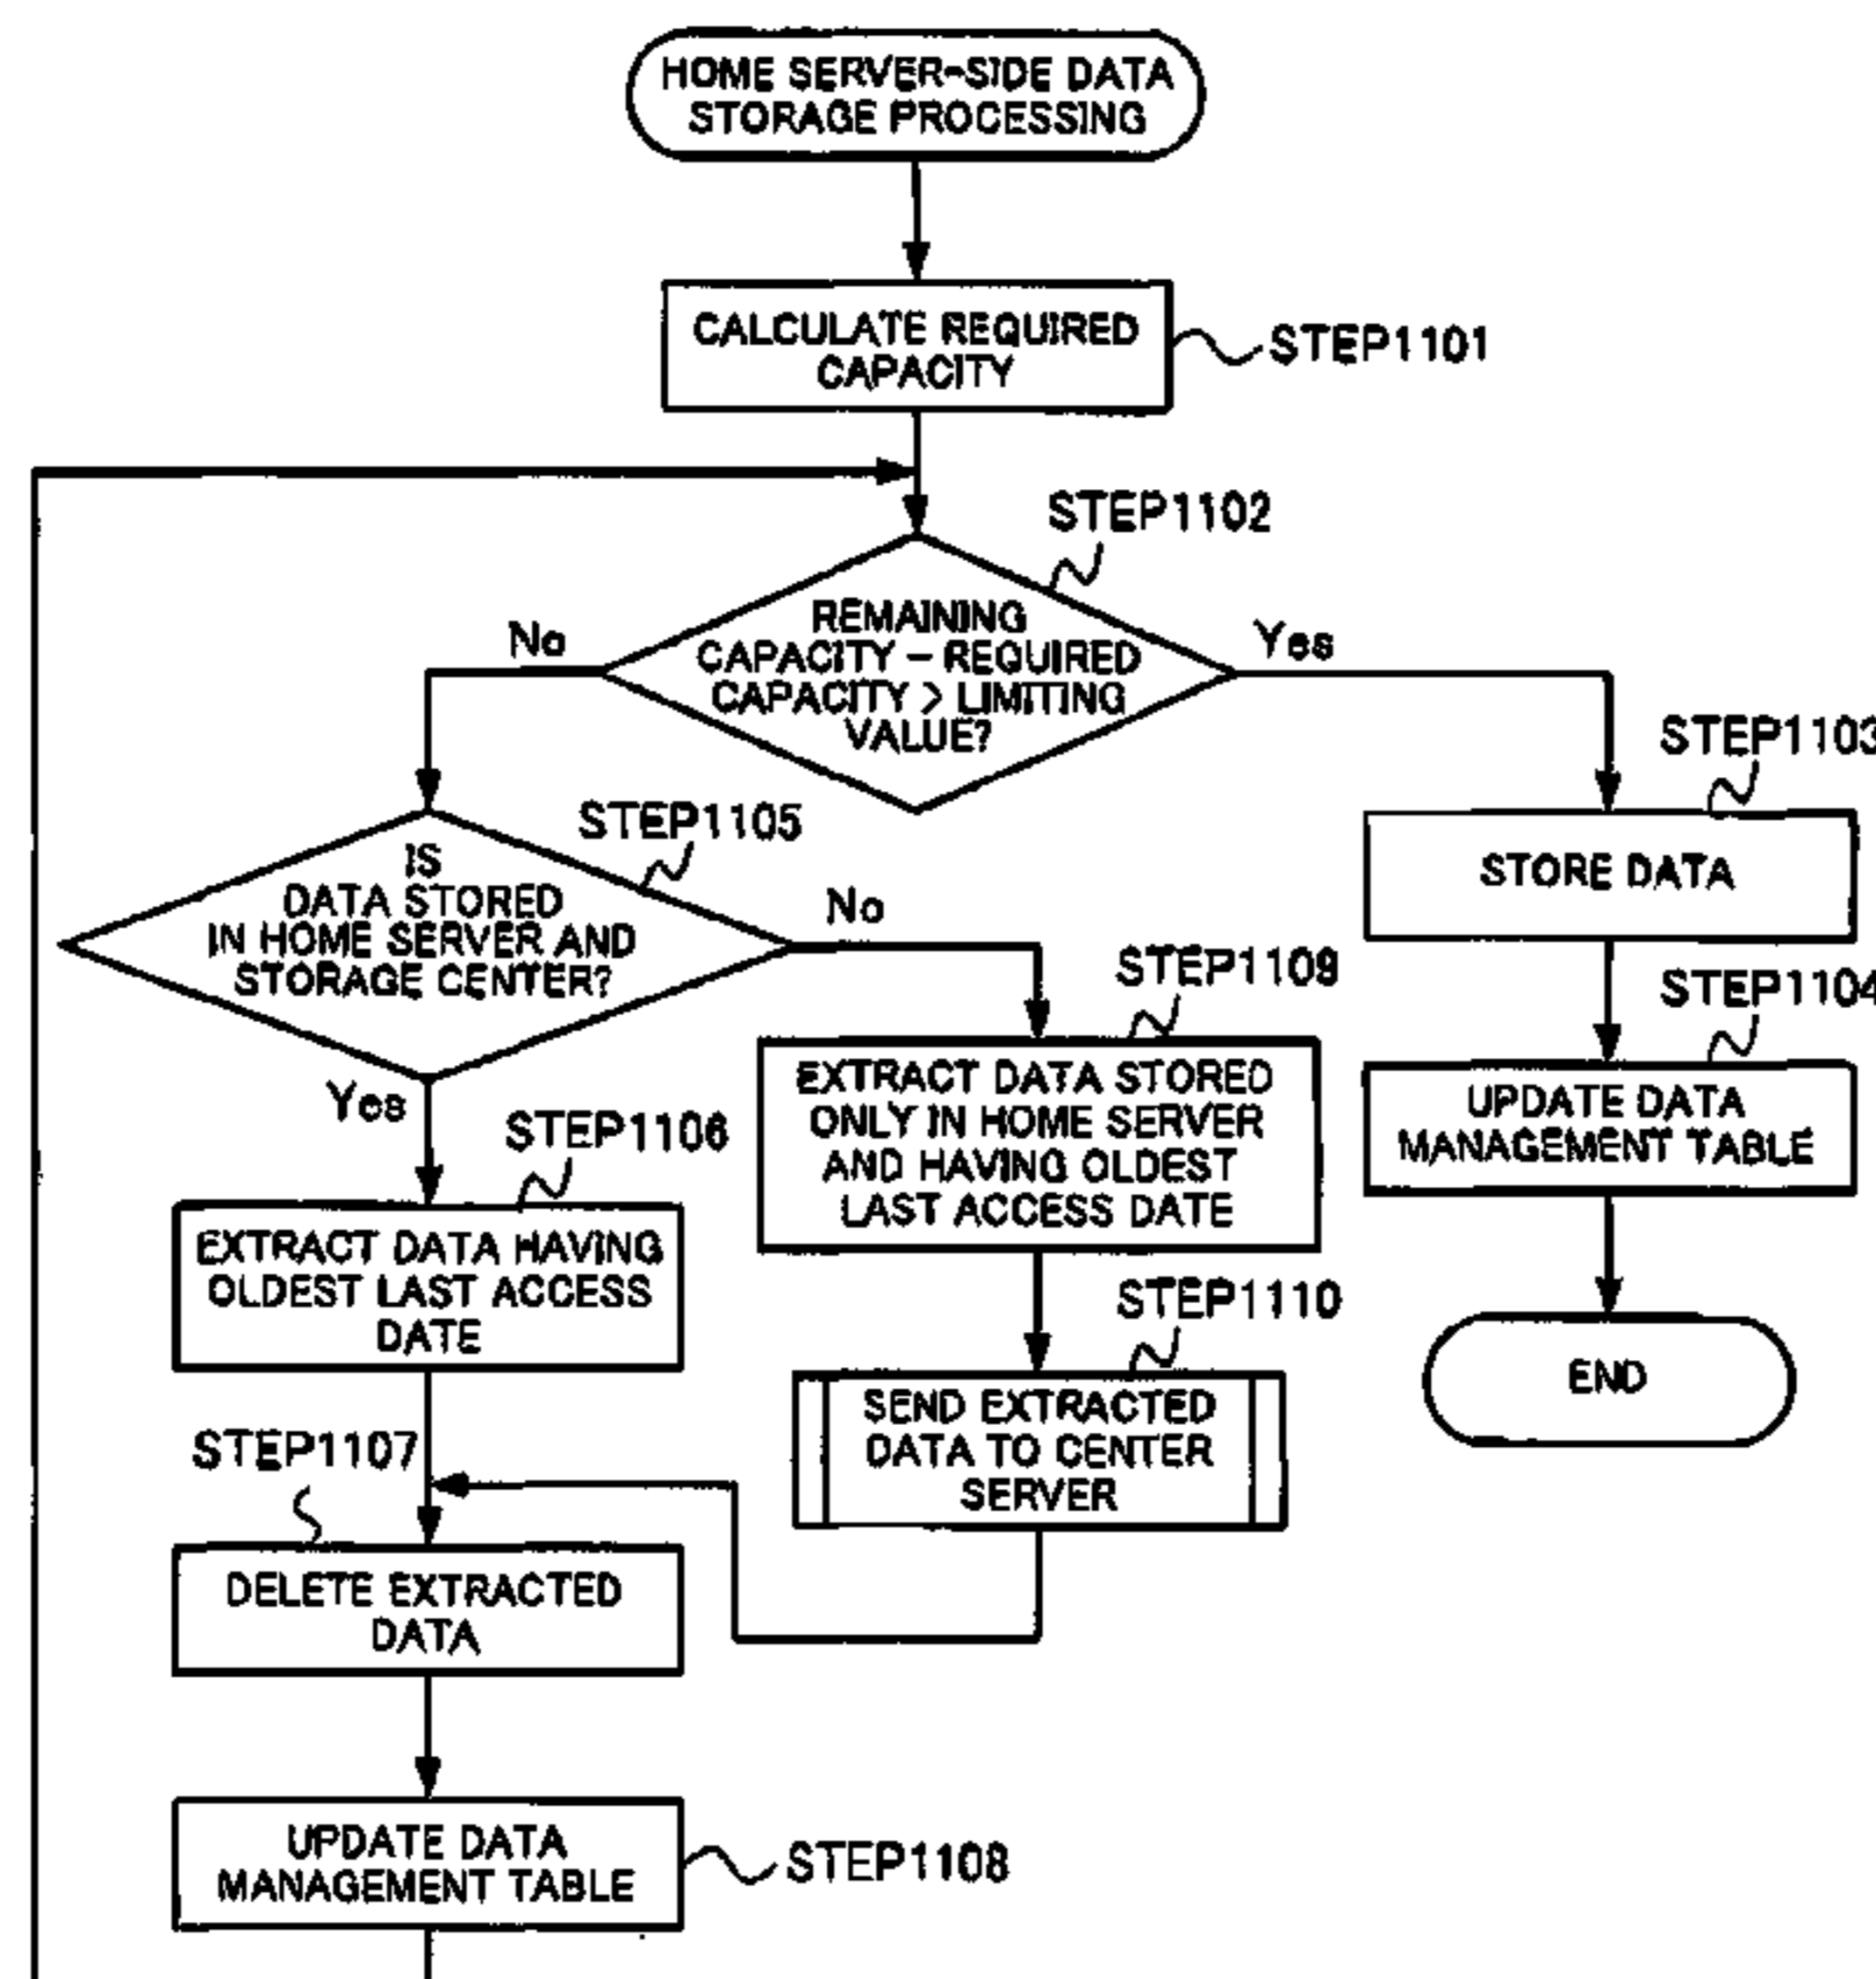 HOME SERVER-SIDE DATA
STORAGE PROCESSING
CALCULATE REQUIRED
CAPACITY
STEP1101
STEP1102
REMAINING
CAPACITY - REQUIRED
CAPACITY > LIMITING
VALUE?
No
Yes
STEP1103
STORE DATA
STEP1104
UPDATE DATA
MANAGEMENT TABLE
END
STEP1105
IS
DATA STORED
IN HOME SERVER AND
STORAGE CENTER?
No
Yes
STEP1109
EXTRACT DATA STORED
ONLY IN HOME SERVER
AND HAVING OLDEST
LAST ACCESS DATE
STEP1110
SEND EXTRACTED
DATA TO CENTER
SERVER
STEP1106
EXTRACT DATA HAVING
OLDEST LAST ACCESS
DATE
STEP1107
DELETE EXTRACTED
DATA
UPDATE DATA
MANAGEMENT TABLE
STEP1108